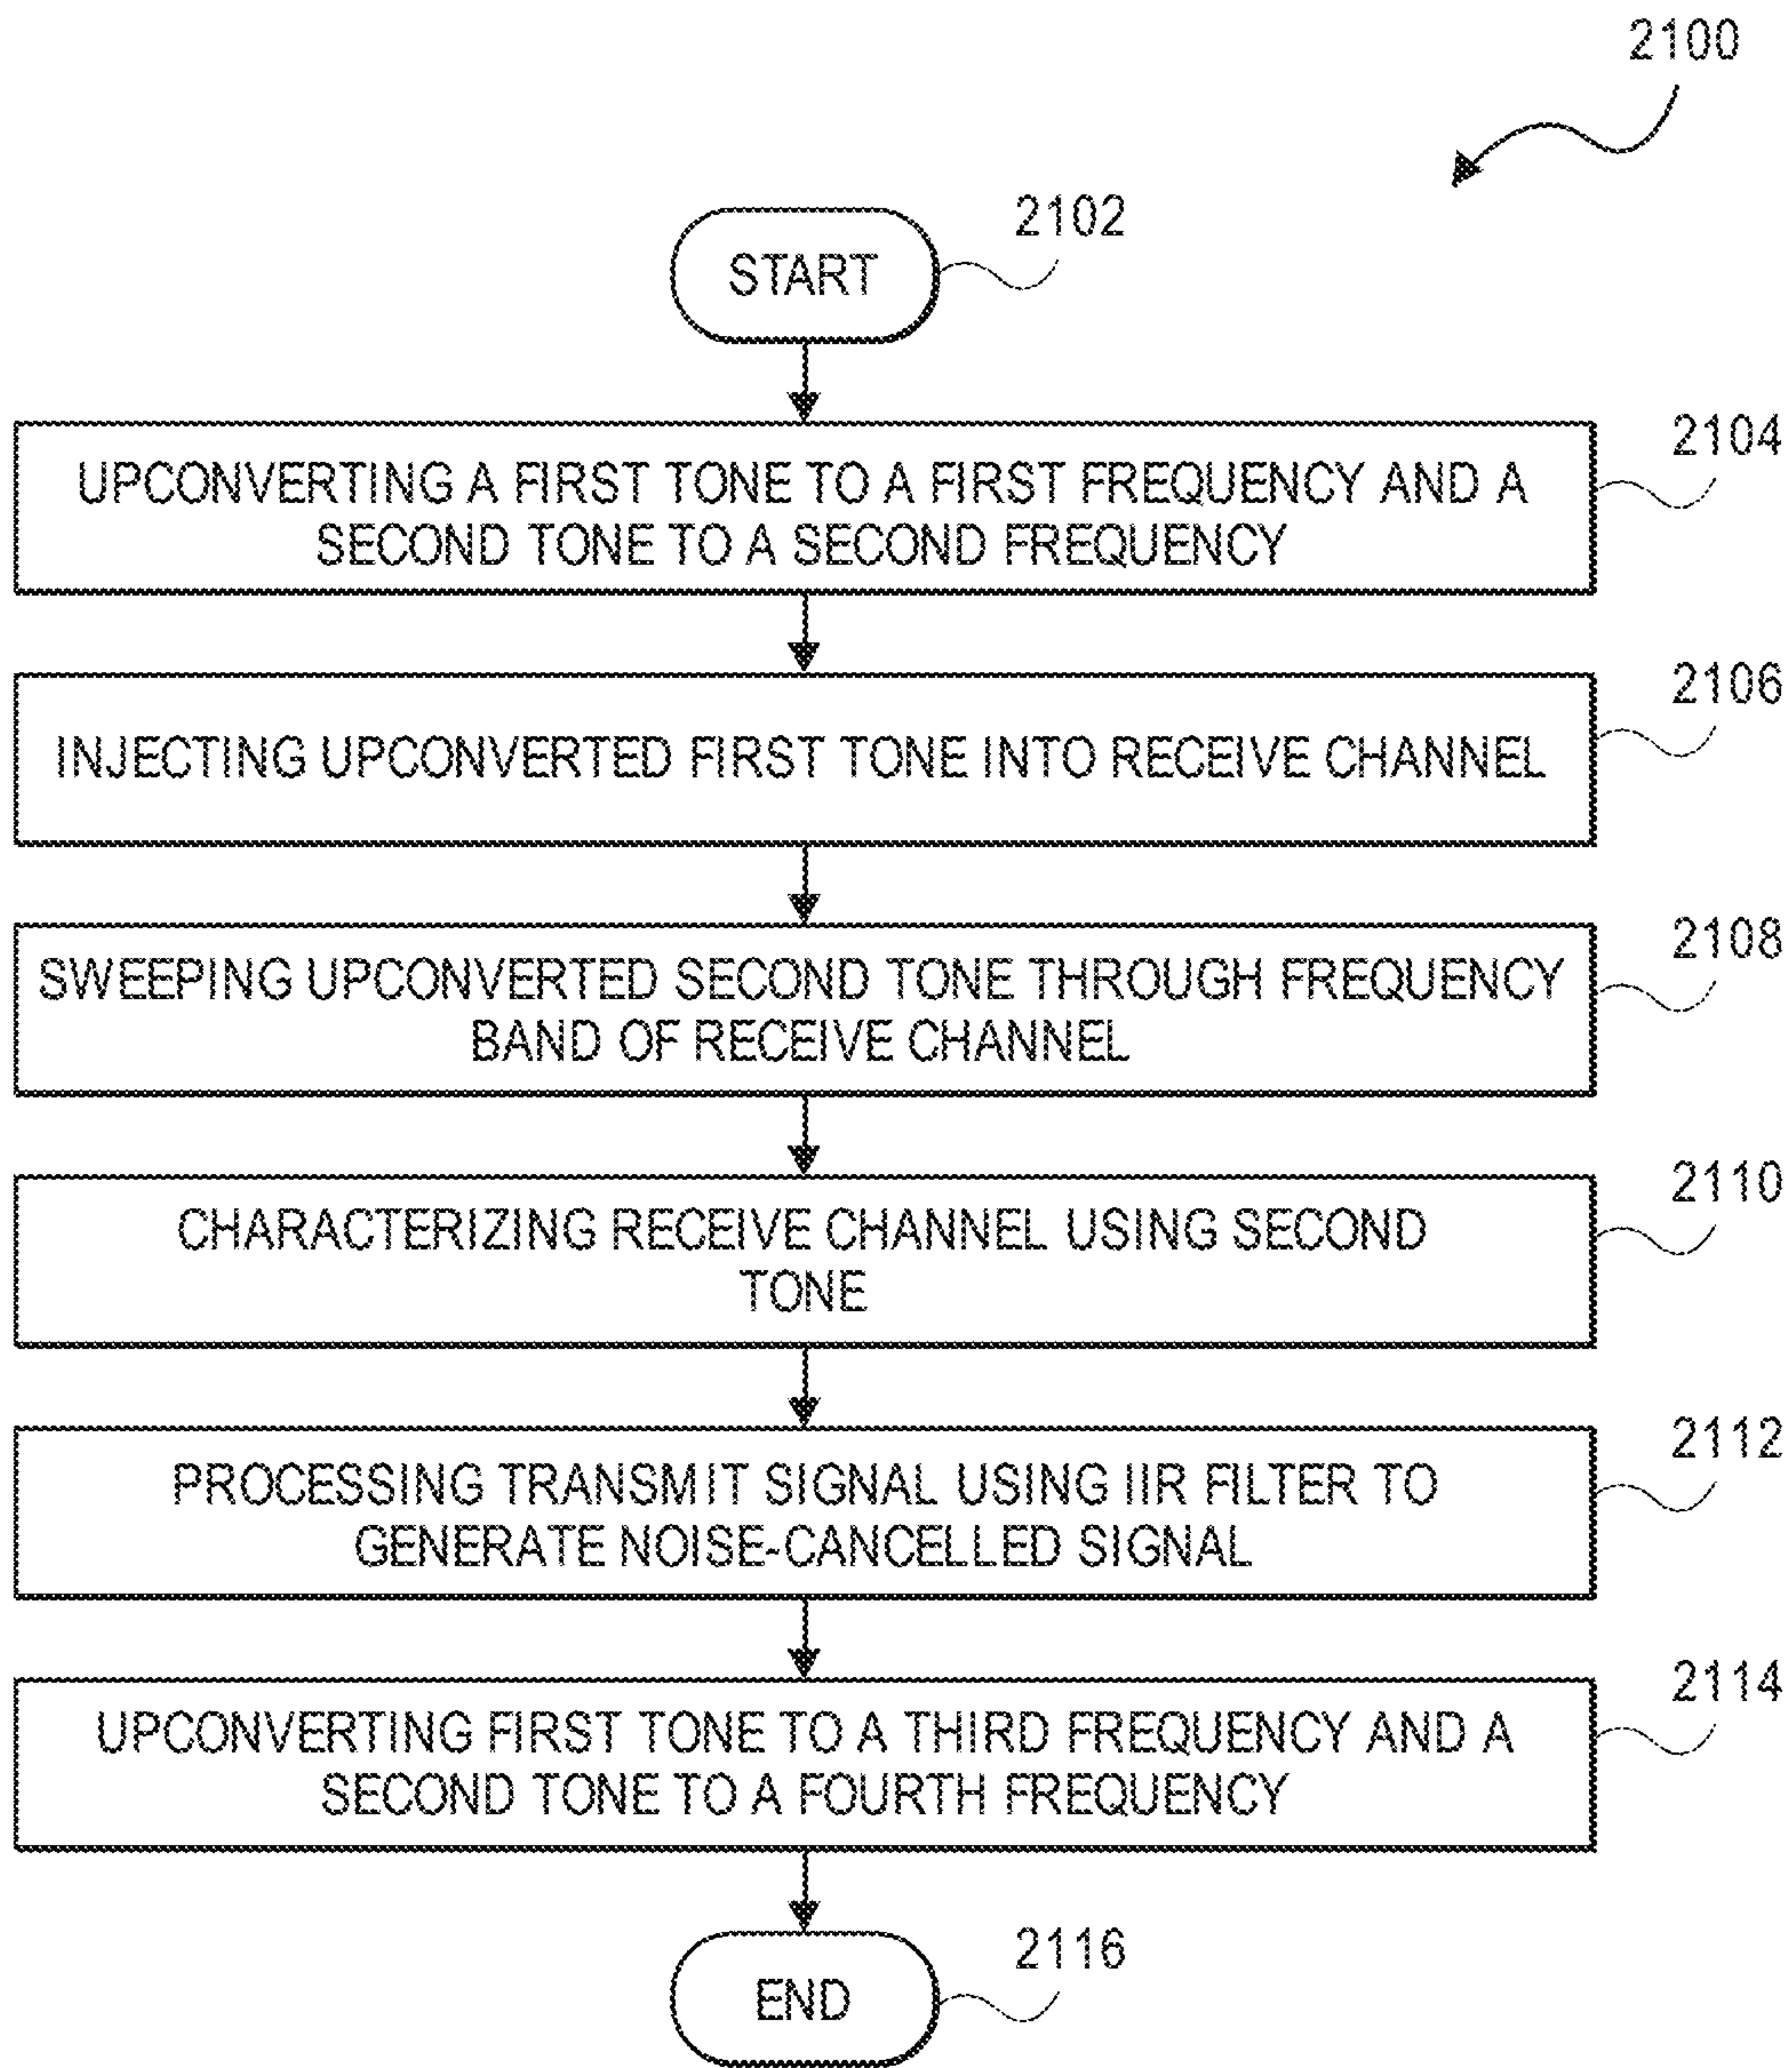 2100
2102
START
2104
UPCONVERTING A FIRST TONE TO A FIRST FREQUENCY AND A
SECOND TONE TO A SECOND FREQUENCY
2106
INJECTING UPCONVERTED FIRST TONE INTO RECEIVE CHANNEL
2108
SWEEPING UPCONVERTED SECOND TONE THROUGH FREQUENCY
BAND OF RECEIVE CHANNEL
2110
CHARACTERIZING RECEIVE CHANNEL USING SECOND
TONE
2112
PROCESSING TRANSMIT SIGNAL USING IIR FILTER TO
GENERATE NOISE-CANCELLED SIGNAL
2114
UPCONVERTING FIRST TONE TO A THIRD FREQUENCY AND A
SECOND TONE TO A FOURTH FREQUENCY
2116
END